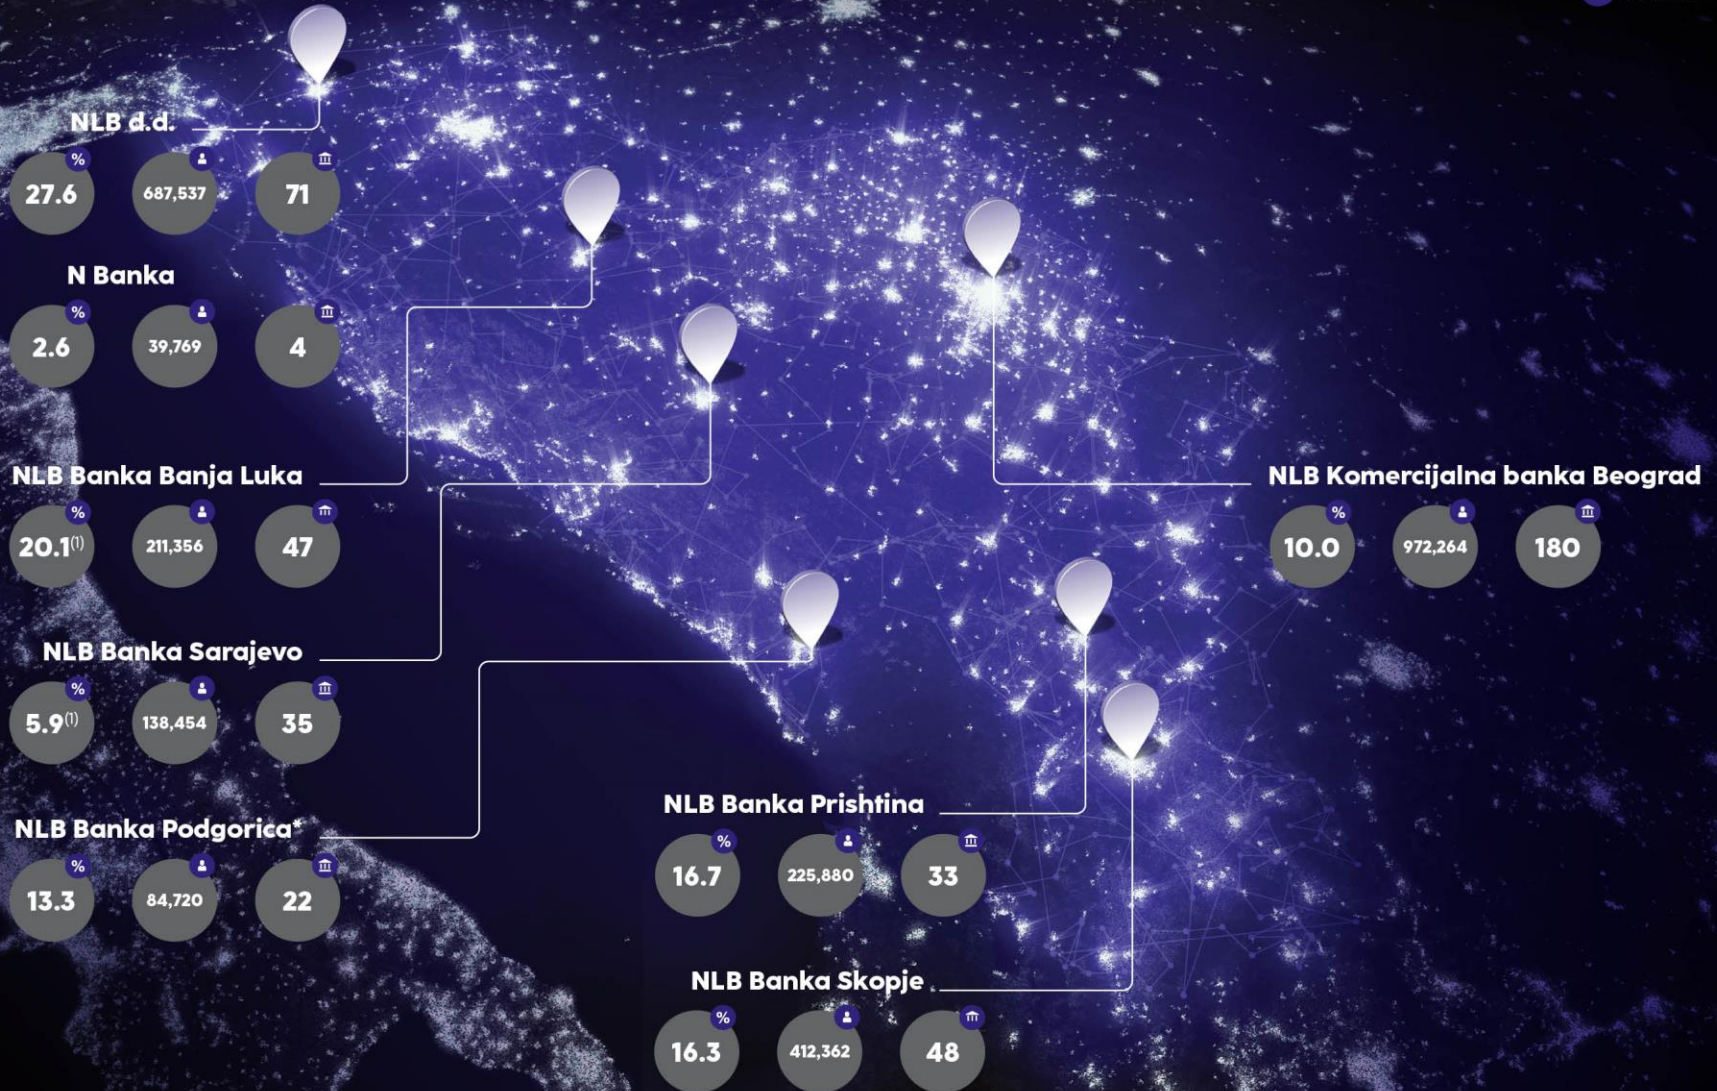 NLB d.d.
% % 
27.6 687,537 71
N Banka
%
2.6 39,769 4
NLB Banka Banja Luka
%
20.1(1) 211,356 47
NLB Banka Sarajevo
%
5.9(1) 138,454 35
NLB Banka Podgorica*
%
13.3 84,720 22
NLB Komercijalna banka Beograd
%
10.0 972,264 180
NLB Banka Prishtina
%
16.7 225,880 33
NLB Banka Skopje
%
16.3 412,362 48